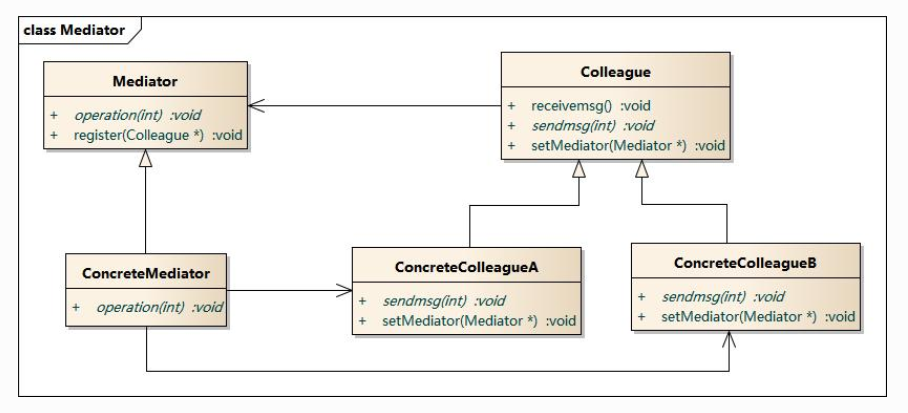 class Mediator
Mediator
+ operation(int) :void
+ register(Colleague *) :void
Colleague
+ receivemsg() :void
+ sendmsg(int) :void
+ setMediator(Mediator *) :void
ConcreteMediator
+ operation(int) :void
ConcreteColleagueA
+ sendmsg(int) :void
+ setMediator(Mediator *) :void
ConcreteColleagueB
+ sendmsg(int) :void
+ setMediator(Mediator *) :void